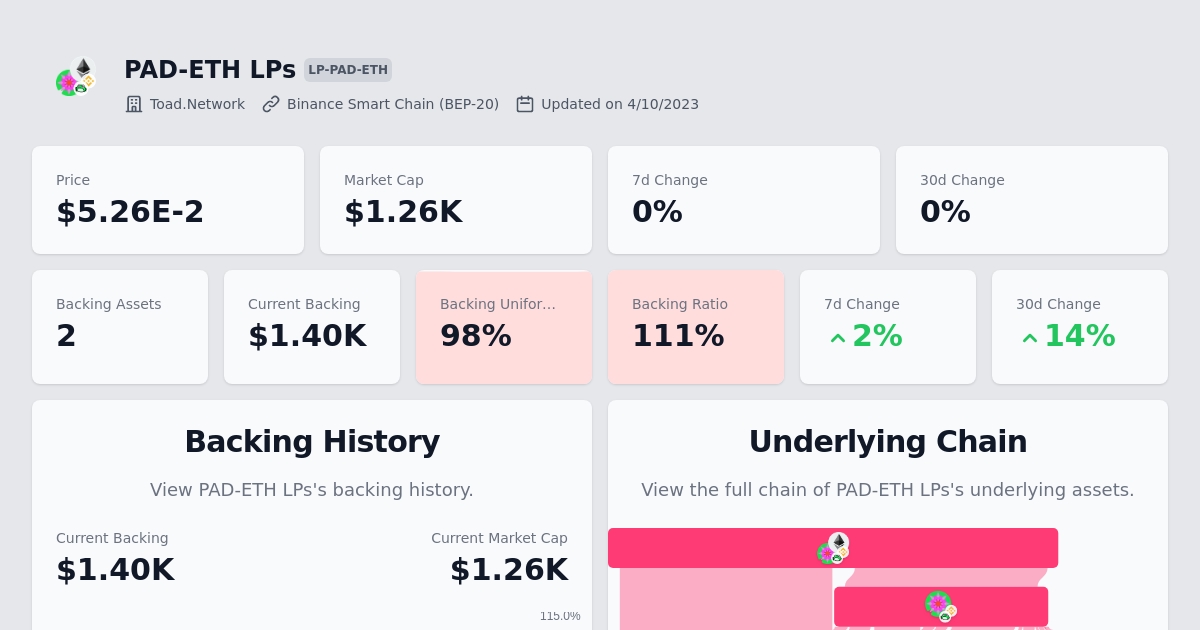 PAD-ETH LPs LP-PAD-ETH
Toad.Network Binance Smart Chain (BEP-20) Updated on 4/10/2023
Price
$5.26E-2
Market Cap
$1.26K
7d Change
0%
30d Change
0%
Backing Assets
2
Current Backing
$1.40K
Backing Unifor…
98%
Backing Ratio
111%
7d Change
2%
30d Change
14%
Backing History
View PAD-ETH LPs's backing history.
Current Backing
$1.40K
Current Market Cap
$1.26K
115.0%
Underlying Chain
View the full chain of PAD-ETH LPs's underlying assets.